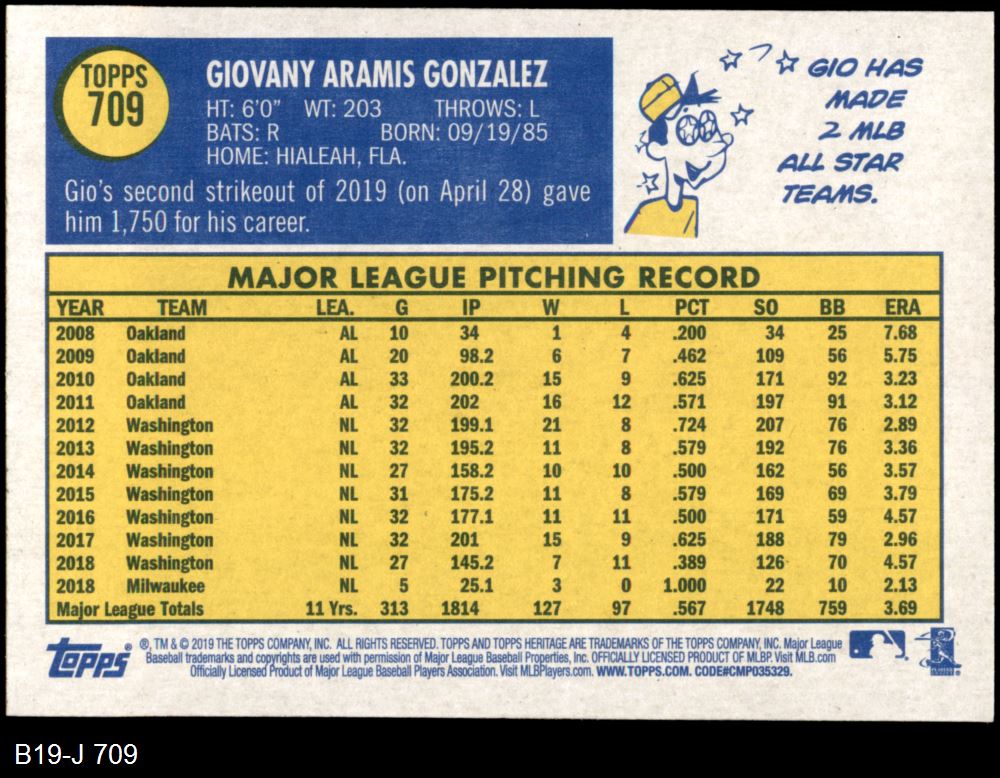 TOPPS
709
GIOVANY ARAMIS GONZALEZ
HT: 6'0" WT: 203 THROWS: L
BATS: R BORN: 09/19/85
HOME: HIALEAH, FLA.
Gio's second strikeout of 2019 (on April 28) gave
him 1,750 for his career.
GIO HAS
MADE
2 MLB
ALL STAR
TEAMS.
MAJOR LEAGUE PITCHING RECORD
YEAR TEAM LEA. G IP W L PCT SO BB ERA
2008 Oakland AL 10 34 1 4 .200 34 25 7.68
2009 Oakland AL 20 98.2 6 7 .462 109 56 5.75
2010 Oakland AL 33 200.2 15 9 .625 171 92 3.23
2011 Oakland AL 32 202 16 12 .571 197 91 3.12
2012 Washington NL 32 199.1 21 8 .724 207 76 2.89
2013 Washington NL 32 195.2 11 8 .579 192 76 3.36
2014 Washington NL 27 158.2 10 10 .500 162 56 3.57
2015 Washington NL 31 175.2 11 8 .579 169 69 3.79
2016 Washington NL 32 177.1 11 11 .500 171 59 4.57
2017 Washington NL 32 201 15 9 .625 188 79 2.96
2018 Washington NL 27 145.2 7 11 .389 126 70 4.57
2018 Milwaukee NL 5 25.1 3 0 1.000 22 10 2.13
Major League Totals 11 Yrs. 313 1814 127 97 .567 1748 759 3.69
Topps®
®, TM & © 2019 THE TOPPS COMPANY, INC. ALL RIGHTS RESERVED. TOPPS AND TOPPS HERITAGE ARE TRADEMARKS OF THE TOPPS COMPANY, INC. Major League
Baseball trademarks and copyrights are used with permission of Major League Baseball Properties, Inc. OFFICIALLY LICENSED PRODUCT OF MLBP. Visit MLB.com
Officially Licensed Product of Major League Baseball Players Association. Visit MLBPlayers.com. WWW.TOPPS.COM. CODE#CMP035329.
B19-J 709